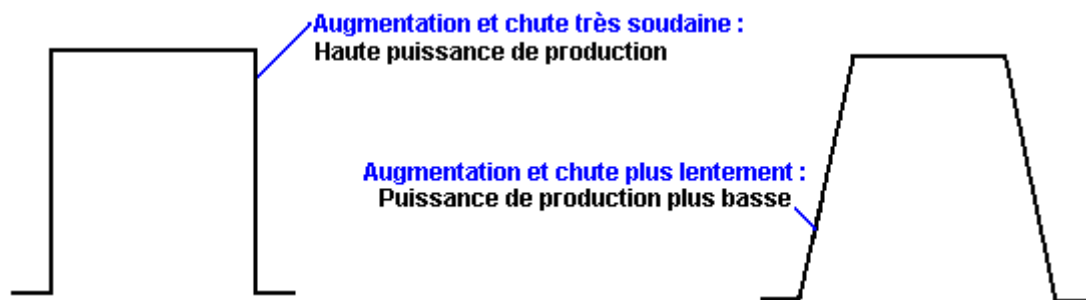 Augmentation et chute très soudaine :
Haute puissance de production
Augmentation et chute plus lentement :
Puissance de production plus basse